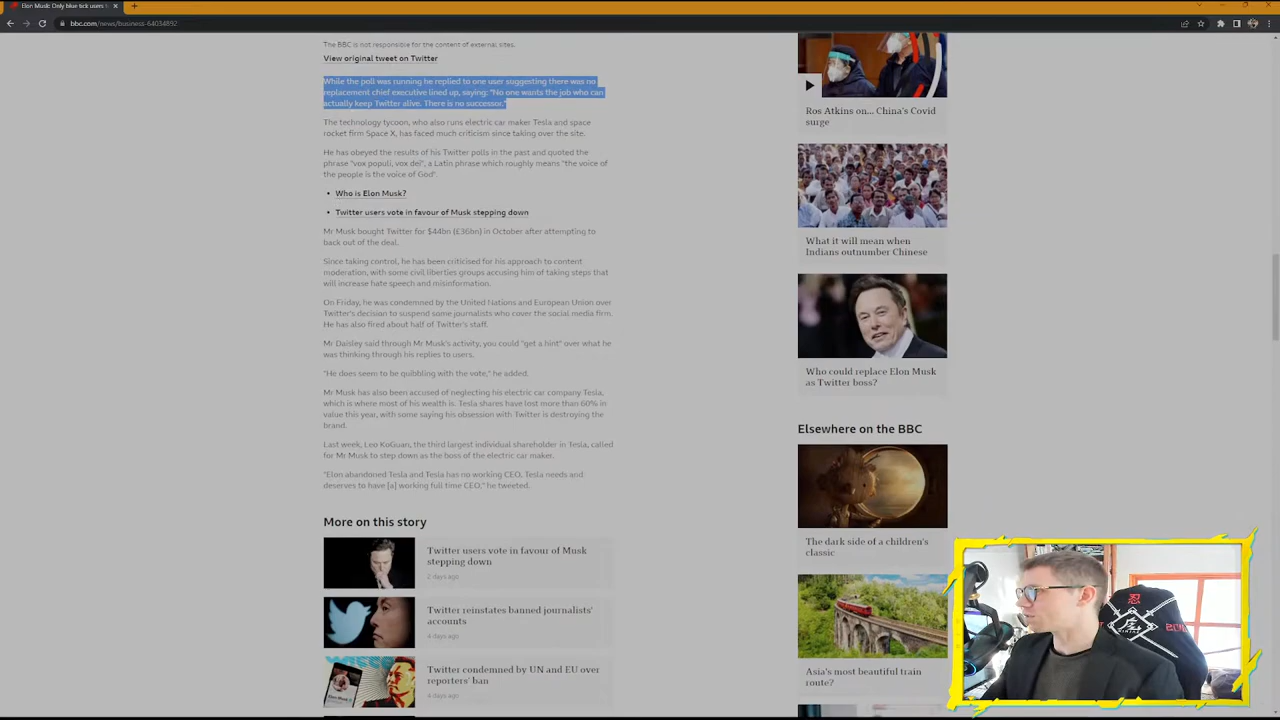 Elon Musk: Only blue tick users
bbc.com/news/business-64034892
The BBC is not responsible for the content of external sites.
View original tweet on Twitter
While the poll was running he replied to one user suggesting there was no
replacement chief executive lined up, saying: "No one wants the job who can
actually keep Twitter alive. There is no successor."
The technology tycoon, who also runs electric car maker Tesla and space
rocket firm Space X, has faced much criticism since taking over the site.
He has obeyed the results of his Twitter polls in the past and quoted the
phrase "vox populi, vox dei", a Latin phrase which roughly means "the voice of
the people is the voice of God".
• Who is Elon Musk?
• Twitter users vote in favour of Musk stepping down
Mr Musk bought Twitter for $44bn (£36bn) in October after attempting to
back out of the deal.
Since taking control, he has been criticised for his approach to content
moderation, with some civil liberties groups accusing him of taking steps that
will increase hate speech and misinformation.
On Friday, he was condemned by the United Nations and European Union over
Twitter's decision to suspend some journalists who cover the social media firm.
He has also fired about half of Twitter's staff.
Mr Daisley said through Mr Musk's activity, you could "get a hint" over what he
was thinking through his replies to users.
"He does seem to be quibbling with the vote," he added.
Mr Musk has also been accused of neglecting his electric car company Tesla,
which is where most of his wealth is. Tesla shares have lost more than 60% in
value this year, with some saying his obsession with Twitter is destroying the
brand.
Last week, Leo KoGuan, the third largest individual shareholder in Tesla, called
for Mr Musk to step down as the boss of the electric car maker.
"Elon abandoned Tesla and Tesla has no working CEO. Tesla needs and
deserves to have [a] working full time CEO," he tweeted.
More on this story
Twitter users vote in favour of Musk
stepping down
2 days ago
Twitter reinstates banned journalists'
accounts
4 days ago
Twitter condemned by UN and EU over
reporters' ban
4 days ago
Ros Atkins on... China's Covid
surge
What it will mean when
Indians outnumber Chinese
Who could replace Elon Musk
as Twitter boss?
Elsewhere on the BBC
The dark side of a children's
classic
Asia's most beautiful train
route?